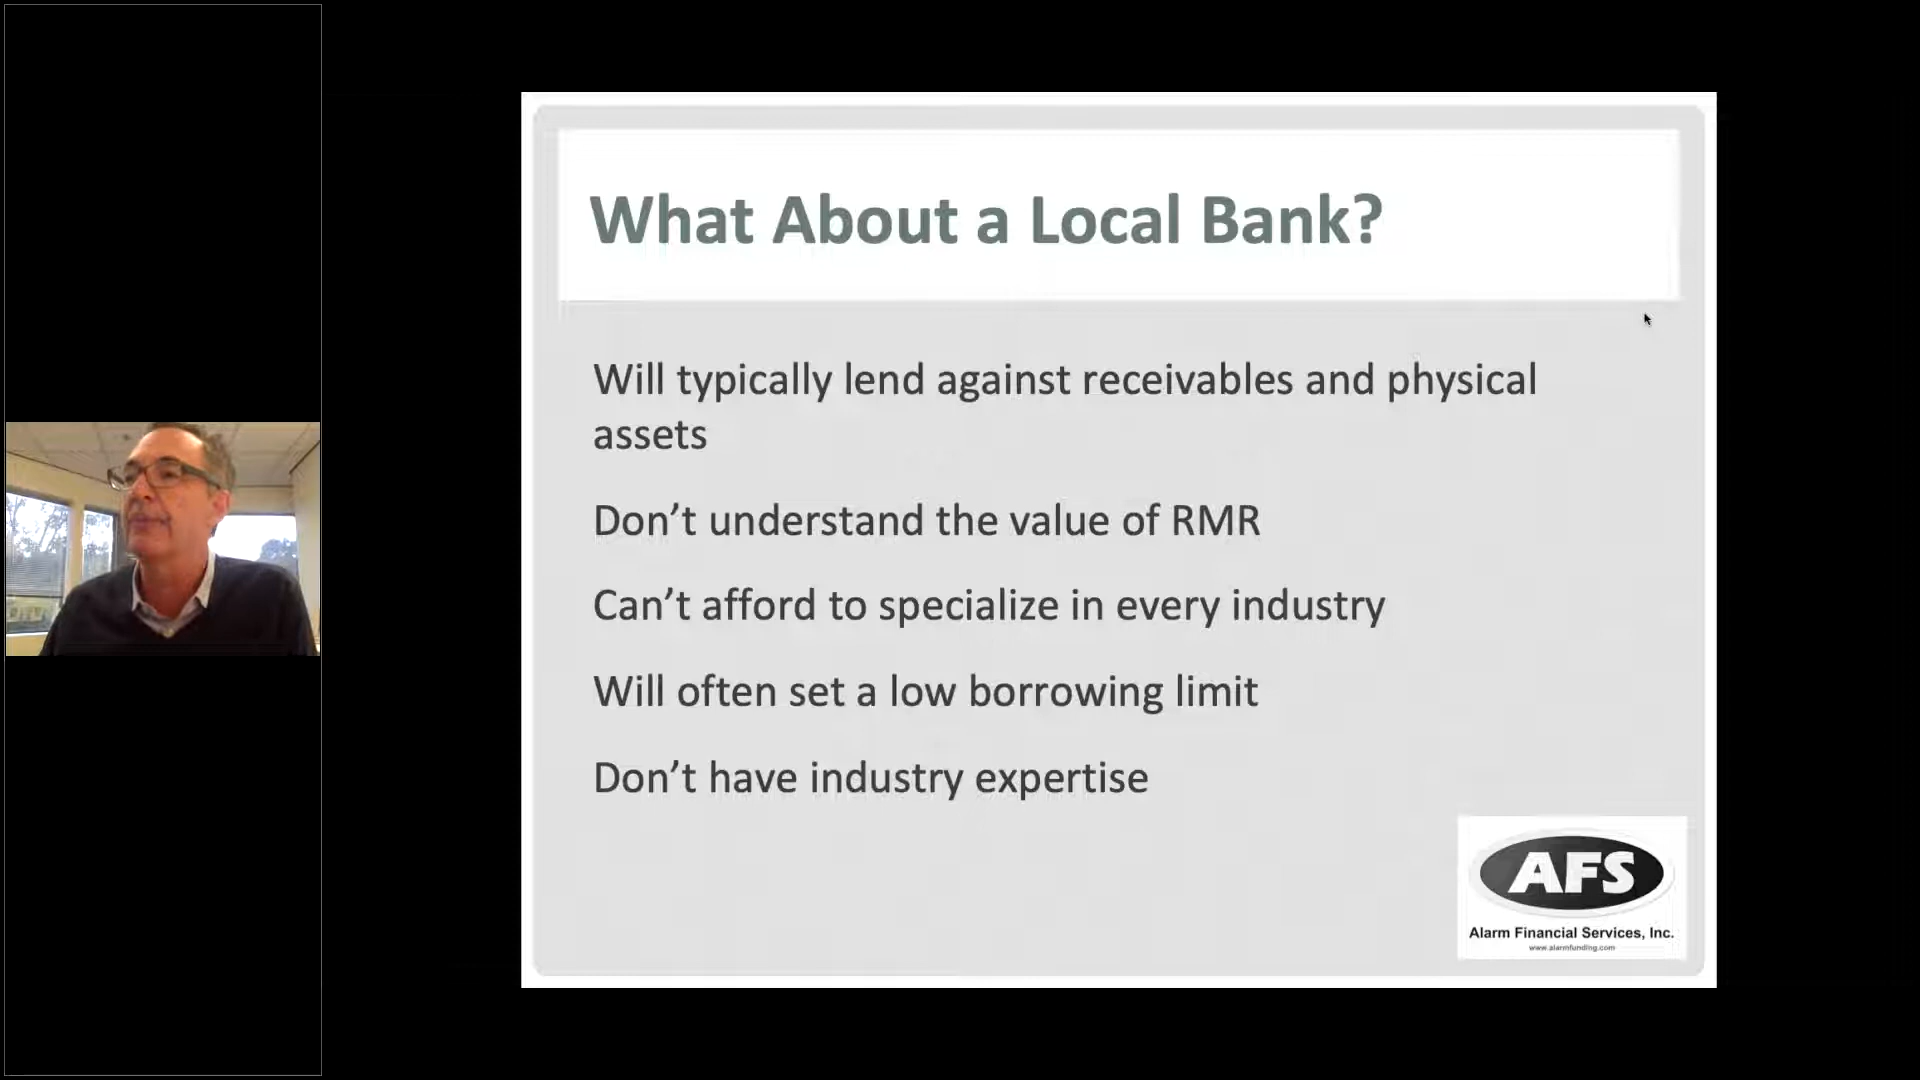 What About a Local Bank?
Will typically lend against receivables and physical
assets
Don’t understand the value of RMR
Can’t afford to specialize in every industry
Will often set a low borrowing limit
Don’t have industry expertise
AFS
Alarm Financial Services, Inc.
www.alarmfunding.com